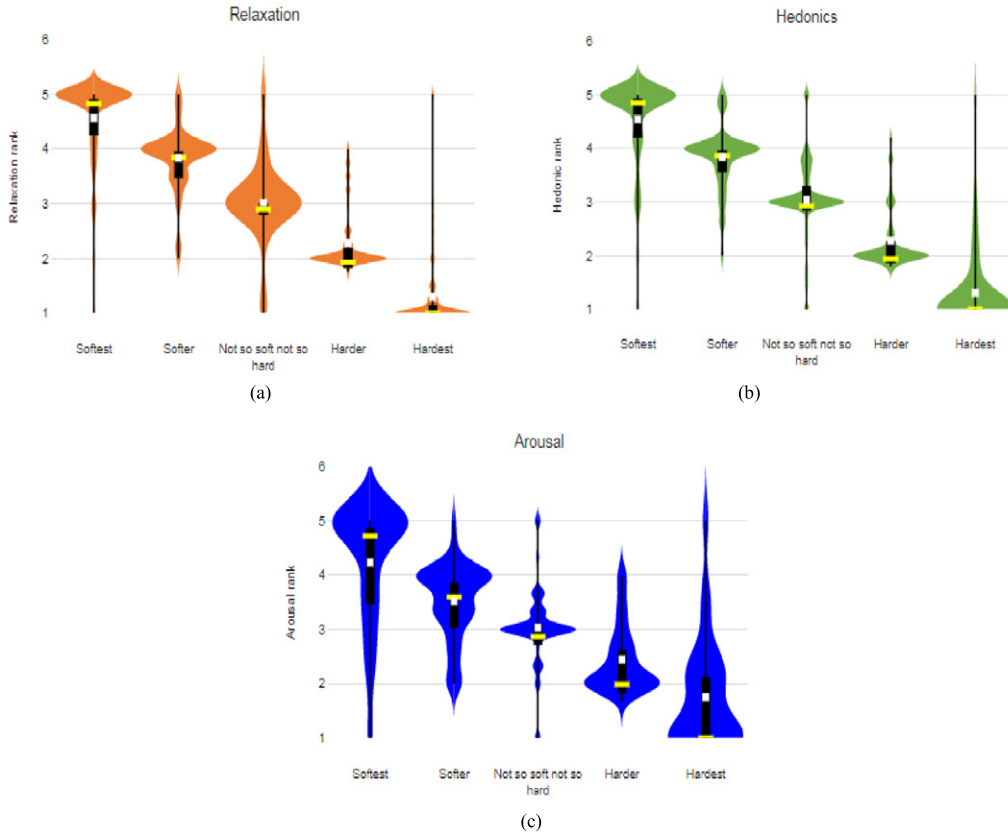 Relaxation
6
5
4
3
2
1
Relaxation rank
Softest
Softer
Not so soft not so
hard
Harder
Hardest
(a)
Hedonics
6
5
4
3
2
1
Hedonic rank
Softest
Softer
Not so soft not so
hard
Harder
Hardest
(b)
Arousal
6
5
4
3
2
1
Arousal rank
Softest
Softer
Not so soft not so
hard
Harder
Hardest
(c)